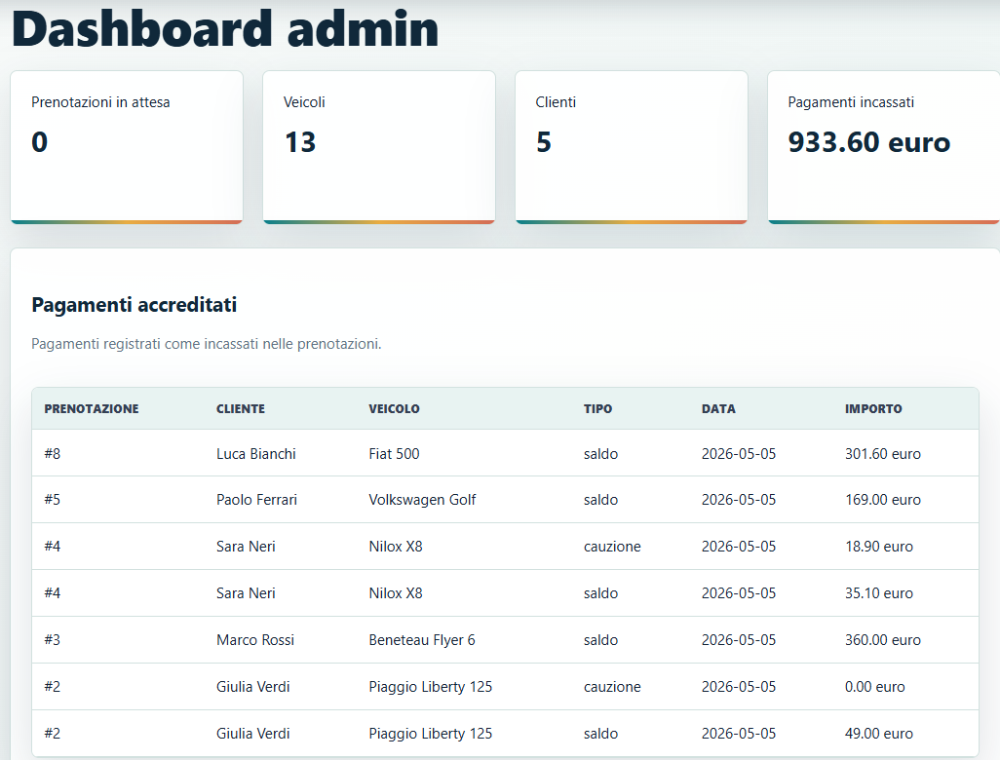 Dashboard admin
Prenotazioni in attesa Veicoli Clienti Pagamenti incassati
0 13 5 933.60 euro
Pagamenti accreditati
Pagamenti registrati come incassati nelle prenotazioni.
PRENOTAZIONE CLIENTE VEICOLO TIPO DATA IMPORTO
#8 Luca Bianchi Fiat 500 saldo 2026-05-05 301.60 euro
#5 Paolo Ferrari Volkswagen Golf saldo 2026-05-05 169.00 euro
#4 Sara Neri Nilox X8 cauzione 2026-05-05 18.90 euro
#4 Sara Neri Nilox X8 saldo 2026-05-05 35.10 euro
#3 Marco Rossi Beneteau Flyer 6 saldo 2026-05-05 360.00 euro
#2 Giulia Verdi Piaggio Liberty 125 cauzione 2026-05-05 0.00 euro
#2 Giulia Verdi Piaggio Liberty 125 saldo 2026-05-05 49.00 euro